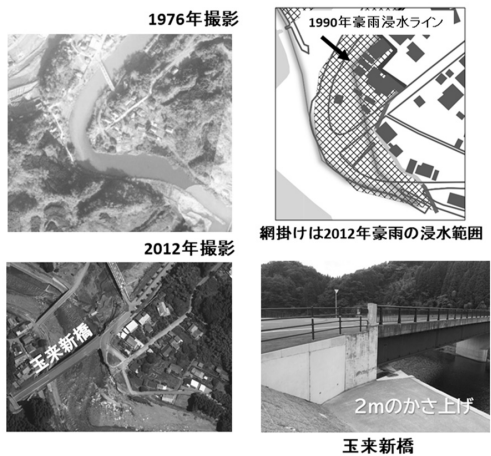 1976年撮影
1990年豪雨浸水ライン
網掛けは2012年豪雨の浸水範囲
2012年撮影
玉来新橋
2mのかさ上げ
玉来新橋